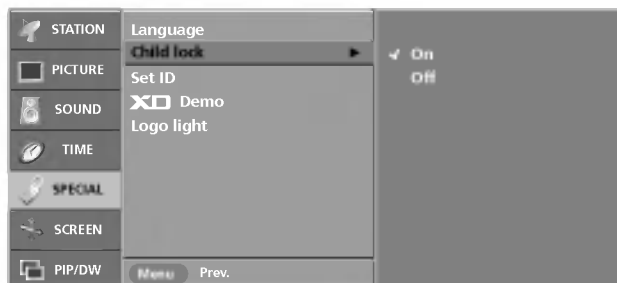 STATION
PICTURE
SOUND
TIME
SPECIAL
SCREEN
PIP/DW
Language
Child lock
Set ID
XD Demo
Logo light
Menu Prev.
On
Off